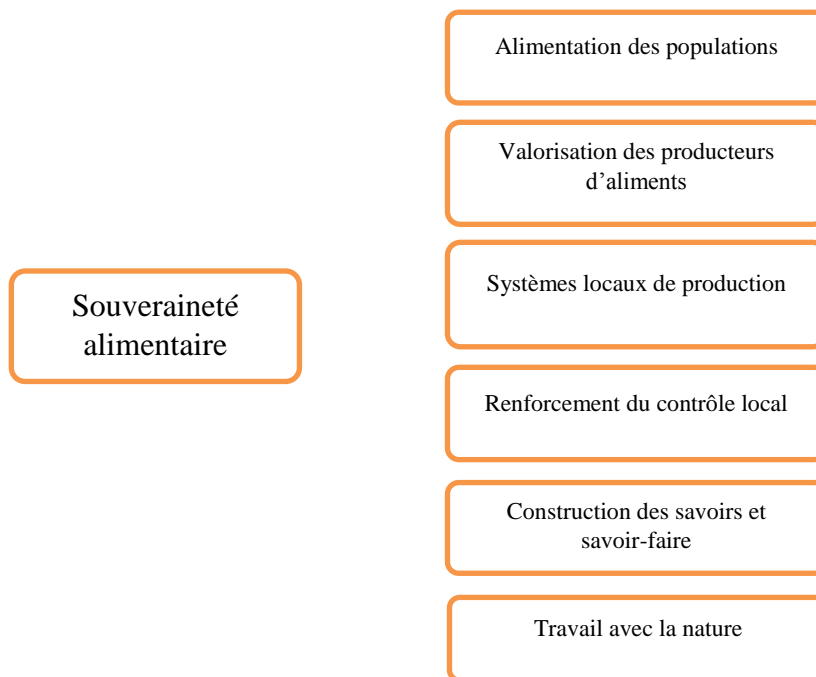 Alimentation des populations
Valorisation des producteurs
d’aliments
Systèmes locaux de production
Souveraineté
alimentaire
Renforcement du contrôle local
Construction des savoirs et
savoir-faire
Travail avec la nature